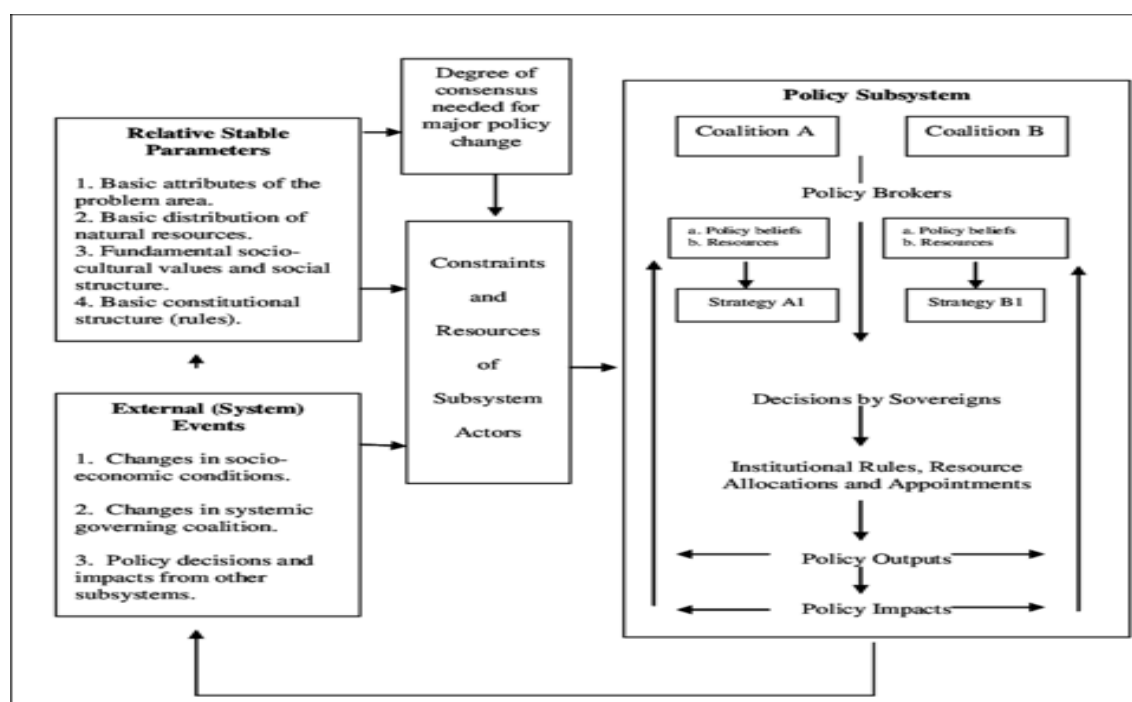 Degree of
consensus
needed for
major policy
change
Relative Stable
Parameters
1. Basic attributes of the
problem area.
2. Basic distribution of
natural resources.
3. Fundamental socio-
cultural values and social
structure.
4. Basic constitutional
structure (rules).
External (System)
Events
1. Changes in socio-
economic conditions.
2. Changes in systemic
governing coalition.
3. Policy decisions and
impacts from other
subsystems.
Constraints
and
Resources
of
Subsystem
Actors
Policy Subsystem
Coalition A
Coalition B
Policy Brokers
a. Policy beliefs
b. Resources
a. Policy beliefs
b. Resources
Strategy A1
Strategy B1
Decisions by Sovereigns
Institutional Rules, Resource
Allocations and Appointments
Policy Outputs
Policy Impacts